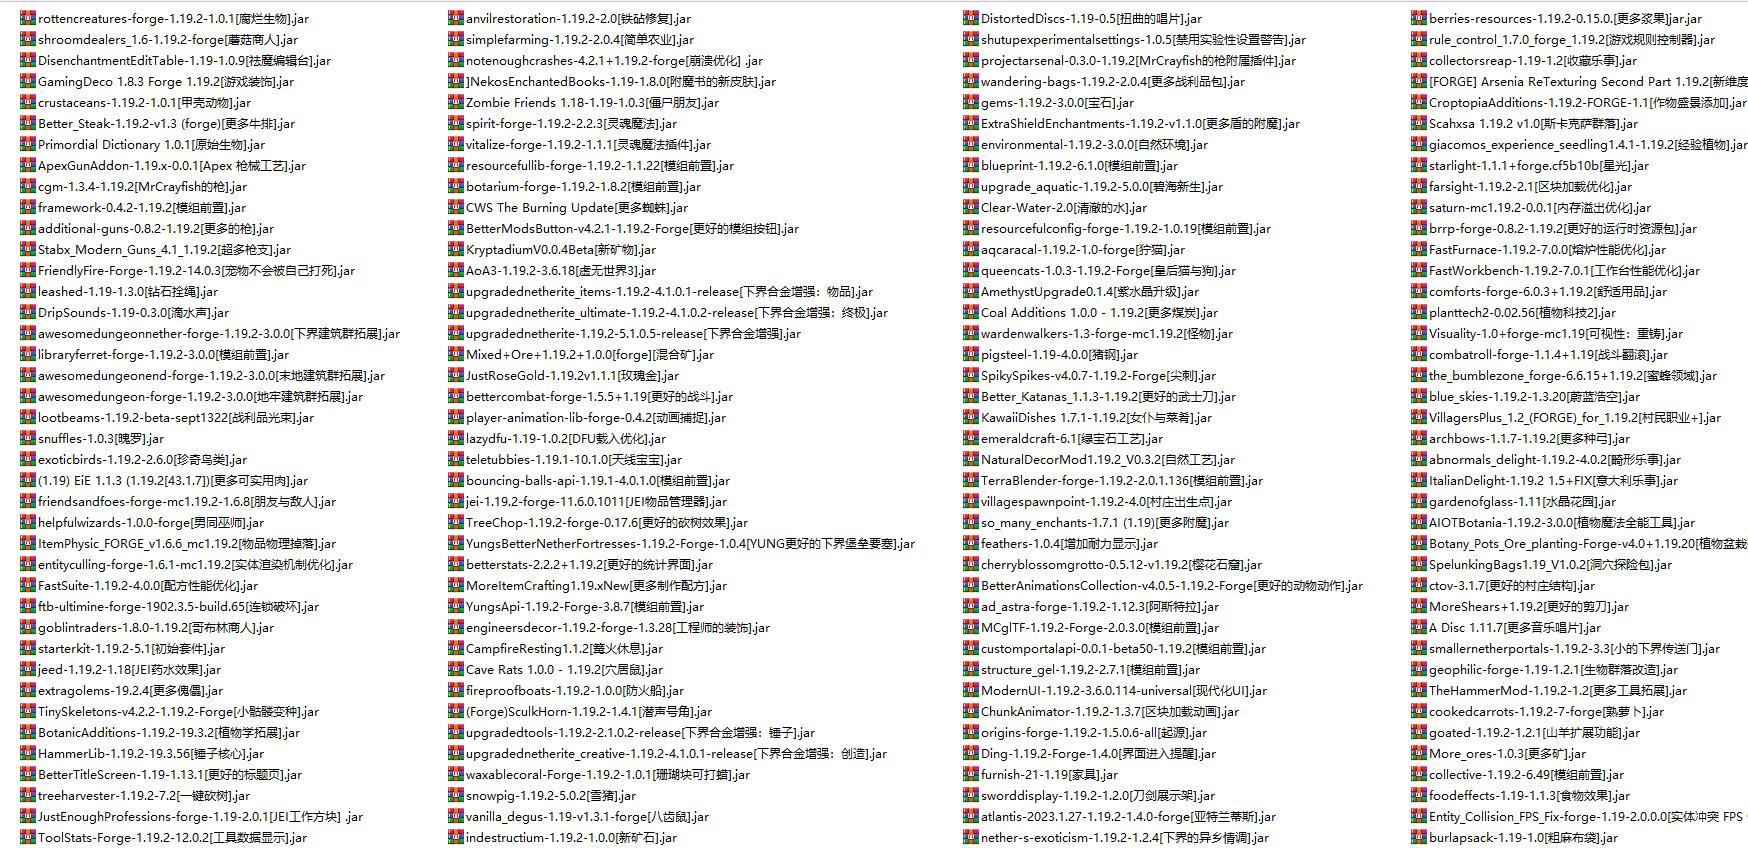 rottencreatures-forge-1.19.2-1.0.1[腐烂生物].jar
shroomdealers_1.6-1.19.2-forge[蘑菇商人].jar
DisenchantmentEditTable-1.19-1.0.9[祛魔编辑台].jar
GamingDeco 1.8.3 Forge 1.19.2[游戏装饰].jar
crustaceans-1.19.2-1.0.1[甲壳动物].jar
Better_Steak-1.19.2-v1.3 (forge)[更多牛排].jar
Primordial Dictionary 1.0.1[原始生物].jar
ApexGunAddon-1.19.x-0.0.1[Apex 枪械工艺].jar
cgm-1.3.4-1.19.2[MrCrayfish的枪].jar
framework-0.4.2-1.19.2[模组前置].jar
additional-guns-0.8.2-1.19.2[更多的枪].jar
Stabx_Modern_Guns_4.1_1.19.2[超多枪支].jar
FriendlyFire-Forge-1.19.2-14.0.3[宠物不会被自己打死].jar
leashed-1.19-1.3.0[钻石拴绳].jar
DripSounds-1.19-0.3.0[滴水声].jar
awesomedungeonnether-forge-1.19.2-3.0.0[下界建筑群拓展].jar
libraryferret-forge-1.19.2-3.0.0[模组前置].jar
awesomedungeonend-forge-1.19.2-3.0.0[末地建筑群拓展].jar
awesomedungeon-forge-1.19.2-3.0.0[地牢建筑群拓展].jar
lootbeams-1.19.2-beta-sept1322[战利品光束].jar
snuffles-1.0.3[魄罗].jar
exoticbirds-1.19.2-2.6.0[珍奇鸟类].jar
(1.19) EiE 1.1.3 (1.19.2[43.1.7])[更多可实用肉].jar
friendsandfoes-forge-mc1.19.2-1.6.8[朋友与敌人].jar
helpfulwizards-1.0.0-forge[男同巫师].jar
ItemPhysic_FORGE_v1.6.6_mc1.19.2[物品物理掉落].jar
entityculling-forge-1.6.1-mc1.19.2[实体渲染机制优化].jar
FastSuite-1.19.2-4.0.0[配方性能优化].jar
ftb-ultimine-forge-1902.3.5-build.65[连锁破坏].jar
goblintraders-1.8.0-1.19.2[哥布林商人].jar
starterkit-1.19.2-5.1[初始套件].jar
jeed-1.19.2-1.18[JEI药水效果].jar
extragolems-19.2.4[更多傀儡].jar
TinySkeletons-v4.2.2-1.19.2-Forge[小骷髅变种].jar
BotanicAdditions-1.19.2-19.3.2[植物学拓展].jar
HammerLib-1.19.2-19.3.56[锤子核心].jar
BetterTitleScreen-1.19-1.13.1[更好的标题页].jar
treeharvester-1.19.2-7.2[一键砍树].jar
JustEnoughProfessions-forge-1.19-2.0.1[JEI工作方块] .jar
ToolStats-Forge-1.19.2-12.0.2[工具数据显示].jar
anvilrestoration-1.19.2-2.0[铁砧修复].jar
simplefarming-1.19.2-2.0.4[简单农业].jar
notenoughcrashes-4.2.1+1.19.2-forge[崩溃优化] .jar
]NekosEnchantedBooks-1.19-1.8.0[附魔书的新皮肤].jar
Zombie Friends 1.18-1.19-1.0.3[僵尸朋友].jar
spirit-forge-1.19.2-2.2.3[灵魂魔法].jar
vitalize-forge-1.19.2-1.1.1[灵魂魔法插件].jar
resourcefullib-forge-1.19.2-1.1.22[模组前置].jar
botarium-forge-1.19.2-1.8.2[模组前置].jar
CWS The Burning Update[更多蜘蛛].jar
BetterModsButton-v4.2.1-1.19.2-Forge[更好的模组按钮].jar
KryptadiumV0.0.4Beta[新矿物].jar
AoA3-1.19.2-3.6.18[虚无世界3].jar
upgradednetherite_items-1.19.2-4.1.0.1-release[下界合金增强：物品].jar
upgradednetherite_ultimate-1.19.2-4.1.0.2-release[下界合金增强：终极].jar
upgradednetherite-1.19.2-5.1.0.5-release[下界合金增强].jar
Mixed+Ore+1.19.2+1.0.0[forge][混合矿].jar
JustRoseGold-1.19.2v1.1.1[玫瑰金].jar
bettercombat-forge-1.5.5+1.19[更好的战斗].jar
player-animation-lib-forge-0.4.2[动画捕捉].jar
lazydfu-1.19-1.0.2[DFU载入优化].jar
teletubbies-1.19.1-10.1.0[天线宝宝].jar
bouncing-balls-api-1.19.1-4.0.1.0[模组前置].jar
jei-1.19.2-forge-11.6.0.1011[JEI物品管理器].jar
TreeChop-1.19.2-forge-0.17.6[更好的砍树效果].jar
YungsBetterNetherFortresses-1.19.2-Forge-1.0.4[YUNG更好的下界堡垒要塞].jar
betterstats-2.2.2+1.19.2[更好的统计界面].jar
MoreItemCrafting1.19.xNew[更多制作配方].jar
YungsApi-1.19.2-Forge-3.8.7[模组前置].jar
engineersdecor-1.19.2-forge-1.3.28[工程师的装饰].jar
CampfireResting1.1.2[篝火休息].jar
Cave Rats 1.0.0 - 1.19.2[穴居鼠].jar
fireproofboats-1.19.2-1.0.0[防火船].jar
(Forge)SculkHorn-1.19.2-1.4.1[潜声号角].jar
upgradedtools-1.19.2-2.1.0.2-release[下界合金增强：锤子].jar
upgradednetherite_creative-1.19.2-4.1.0.1-release[下界合金增强：创造].jar
waxablecoral-Forge-1.19.2-1.0.1[珊瑚块可打蜡].jar
snowpig-1.19.2-5.0.2[雪猪].jar
vanilla_degus-1.19-v1.3.1-forge[八齿鼠].jar
indestructium-1.19.2-1.0.0[新矿石].jar
DistortedDiscs-1.19-0.5[扭曲的唱片].jar
shutupexperimentalsettings-1.0.5[禁用实验性设置警告].jar
projectarsenal-0.3.0-1.19.2[MrCrayfish的枪附属插件].jar
wandering-bags-1.19.2-2.0.4[更多战利品包].jar
gems-1.19.2-3.0.0[宝石].jar
ExtraShieldEnchantments-1.19.2-v1.1.0[更多盾的附魔].jar
environmental-1.19.2-3.0.0[自然环境].jar
blueprint-1.19.2-6.1.0[模组前置].jar
upgrade_aquatic-1.19.2-5.0.0[碧海新生].jar
Clear-Water-2.0[清澈的水].jar
resourcefulconfig-forge-1.19.2-1.0.19[模组前置].jar
aqcaracal-1.19.2-1.0-forge[狞猫].jar
queencats-1.0.3-1.19.2-Forge[皇后猫与狗].jar
AmethystUpgrade0.1.4[紫水晶升级].jar
Coal Additions 1.0.0 - 1.19.2[更多煤炭].jar
wardenwalkers-1.3-forge-mc1.19.2[怪物].jar
pigsteel-1.19-4.0.0[猪钢].jar
SpikySpikes-v4.0.7-1.19.2-Forge[尖刺].jar
Better_Katanas_1.1.3-1.19.2[更好的武士刀].jar
KawaiiDishes 1.7.1-1.19.2[女仆与菜肴].jar
emeraldcraft-6.1[绿宝石工艺].jar
NaturalDecorMod1.19.2_V0.3.2[自然工艺].jar
TerraBlender-forge-1.19.2-2.0.1.136[模组前置].jar
villagespawnpoint-1.19.2-4.0[村庄出生点].jar
so_many_enchants-1.7.1 (1.19)[更多附魔].jar
feathers-1.0.4[增加耐力显示].jar
cherryblossomgrotto-0.5.12-v1.19.2[樱花石窟].jar
BetterAnimationsCollection-v4.0.5-1.19.2-Forge[更好的动物动作].jar
ad_astra-forge-1.19.2-1.12.3[阿斯特拉].jar
MCglTF-1.19.2-Forge-2.0.3.0[模组前置].jar
customportalapi-0.0.1-beta50-1.19.2[模组前置].jar
structure_gel-1.19.2-2.7.1[模组前置].jar
ModernUI-1.19.2-3.6.0.114-universal[现代化UI].jar
ChunkAnimator-1.19.2-1.3.7[区块加载动画].jar
origins-forge-1.19.2-1.5.0.6-all[起源].jar
Ding-1.19.2-Forge-1.4.0[界面进入提醒].jar
furnish-21-1.19[家具].jar
sworddisplay-1.19.2-1.2.0[刀剑展示架].jar
atlantis-2023.1.27-1.19.2-1.4.0-forge[亚特兰蒂斯].jar
nether-s-exoticism-1.19.2-1.2.4[下界的异乡情调].jar
berries-resources-1.19.2-0.15.0.[更多浆果]jar.jar
rule_control_1.7.0_forge_1.19.2[游戏规则控制器].jar
collectorsreap-1.19-1.2[收藏乐事].jar
[FORGE] Arsenia ReTexturing Second Part 1.19.2[新维度
CroptopiaAdditions-1.19.2-FORGE-1.1[作物盛景添加].jar
Scahxsa 1.19.2 v1.0[斯卡克萨群落].jar
giacomos_experience_seedling1.4.1-1.19.2[经验植物].jar
starlight-1.1.1+forge.cf5b10b[星光].jar
farsight-1.19.2-2.1[区块加载优化].jar
saturn-mc1.19.2-0.0.1[内存溢出优化].jar
brrp-forge-0.8.2-1.19.2[更好的运行时资源包].jar
FastFurnace-1.19.2-7.0.0[熔炉性能优化].jar
FastWorkbench-1.19.2-7.0.1[工作台性能优化].jar
comforts-forge-6.0.3+1.19.2[舒适用品].jar
planttech2-0.02.56[植物科技2].jar
Visuality-1.0+forge-mc1.19[可视性：重铸].jar
combatroll-forge-1.1.4+1.19[战斗翻滚].jar
the_bumblezone_forge-6.6.15+1.19.2[蜜蜂领域].jar
blue_skies-1.19.2-1.3.20[蔚蓝浩空].jar
VillagersPlus_1.2_(FORGE)_for_1.19.2[村民职业+].jar
archbows-1.1.7-1.19.2[更多种弓].jar
abnormals_delight-1.19.2-4.0.2[畸形乐事].jar
ItalianDelight-1.19.2 1.5+FIX[意大利乐事].jar
gardenofglass-1.11[水晶花园].jar
AIOTBotania-1.19.2-3.0.0[植物魔法全能工具].jar
Botany_Pots_Ore_planting-Forge-v4.0+1.19.20[植物盆栽
SpelunkingBags1.19_V1.0.2[洞穴探险包].jar
ctov-3.1.7[更好的村庄结构].jar
MoreShears+1.19.2[更好的剪刀].jar
A Disc 1.11.7[更多音乐唱片].jar
smallernetherportals-1.19.2-3.3[小的下界传送门].jar
geophilic-forge-1.19-1.2.1[生物群落改造].jar
TheHammerMod-1.19.2-1.2[更多工具拓展].jar
cookedcarrots-1.19.2-7-forge[熟萝卜].jar
goated-1.19.2-1.2.1[山羊扩展功能].jar
More_ores-1.0.3[更多矿].jar
collective-1.19.2-6.49[模组前置].jar
foodeffects-1.19-1.1.3[食物效果].jar
Entity_Collision_FPS_Fix-forge-1.19-2.0.0.0[实体冲突 FPS
burlapsack-1.19-1.0[粗麻布袋].jar